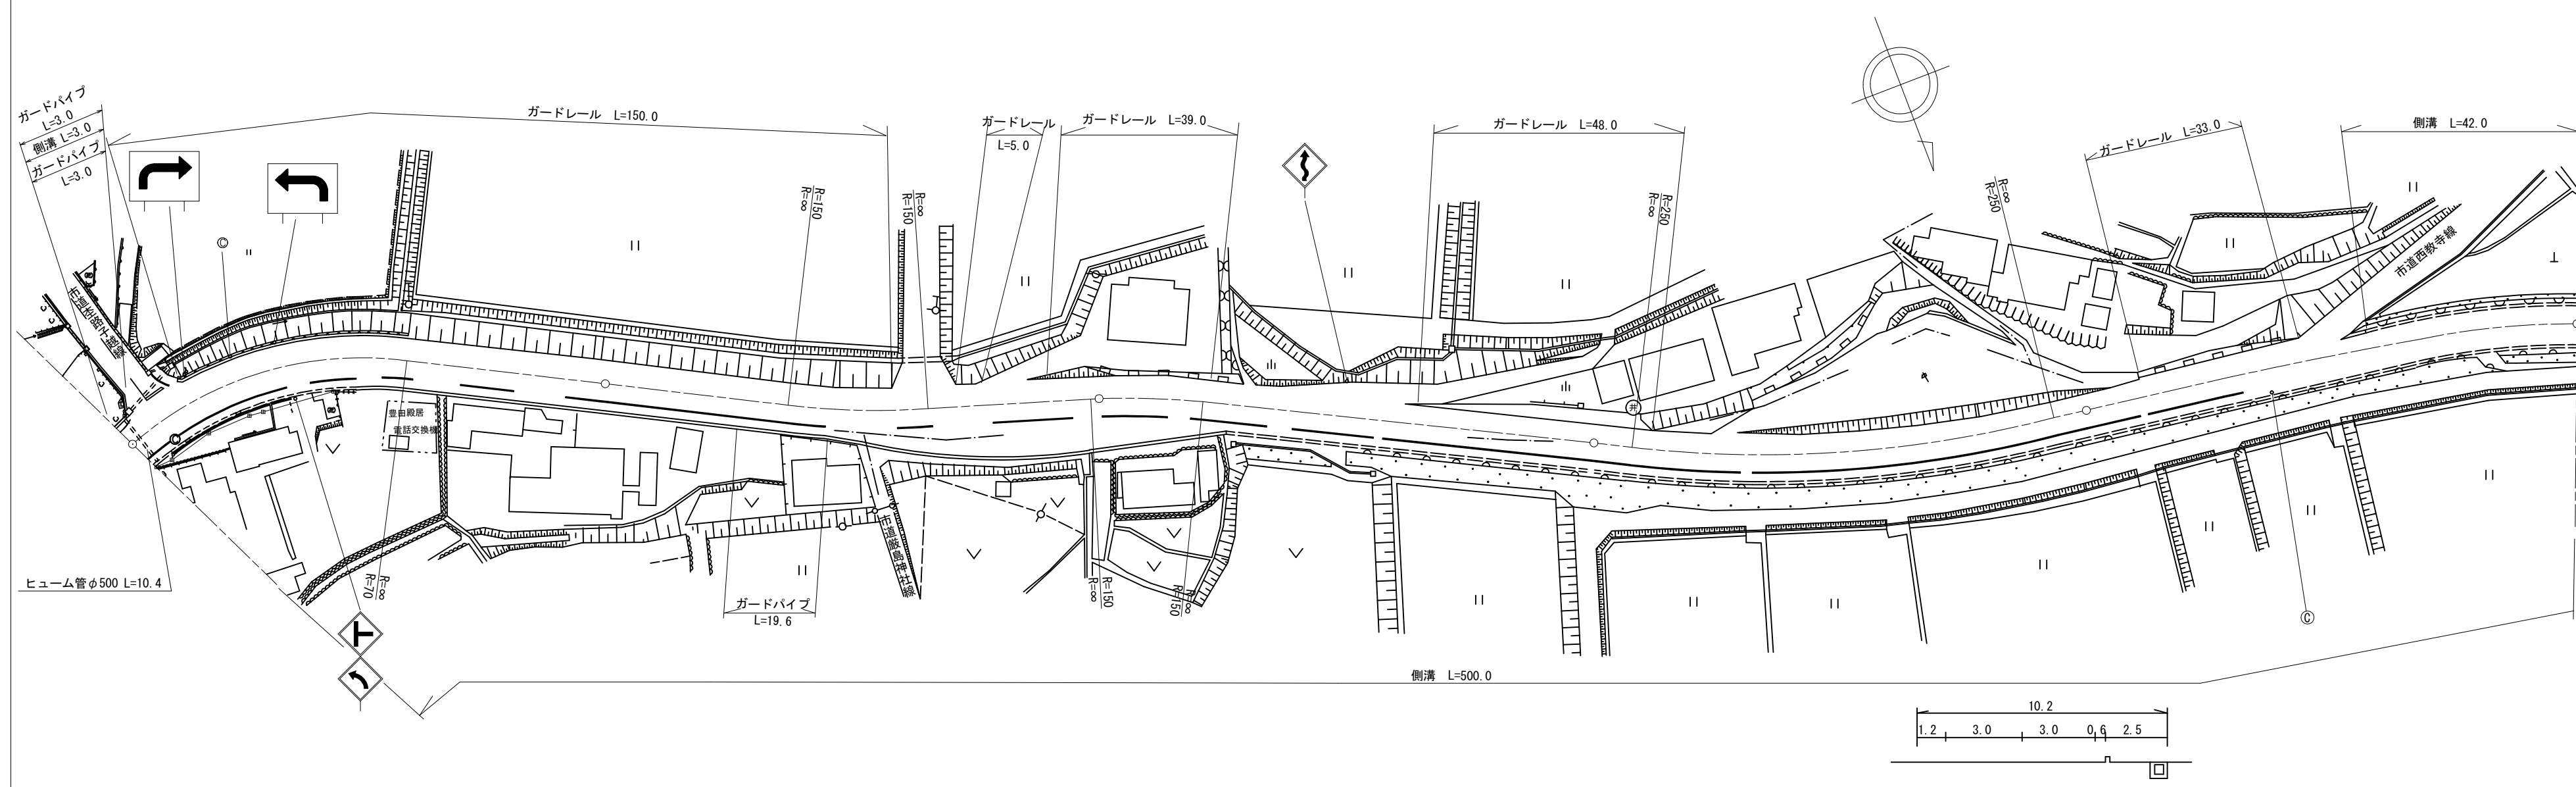 ガードパイプ
L=3.0
側溝 L=3.0
ガードパイプ
L=3.0
ガードレール L=150.0
ガードレール
L=5.0
ガードレール L=39.0
ガードレール L=48.0
ガードレール L=33.0
側溝 L=42.0
C
R=150
R=∞
R=∞
R=150
R=250
R=∞
R=∞
R=250
市道西教寺線
豊田殿居
電話交換機
井
市道厳島神社線
R=∞
R=70
R=150
R=∞
R=∞
R=150
ヒューム管φ500 L=10.4
ガードパイプ
L=19.6
C
側溝 L=500.0
10.2
1.2 3.0 3.0 0.6 2.5